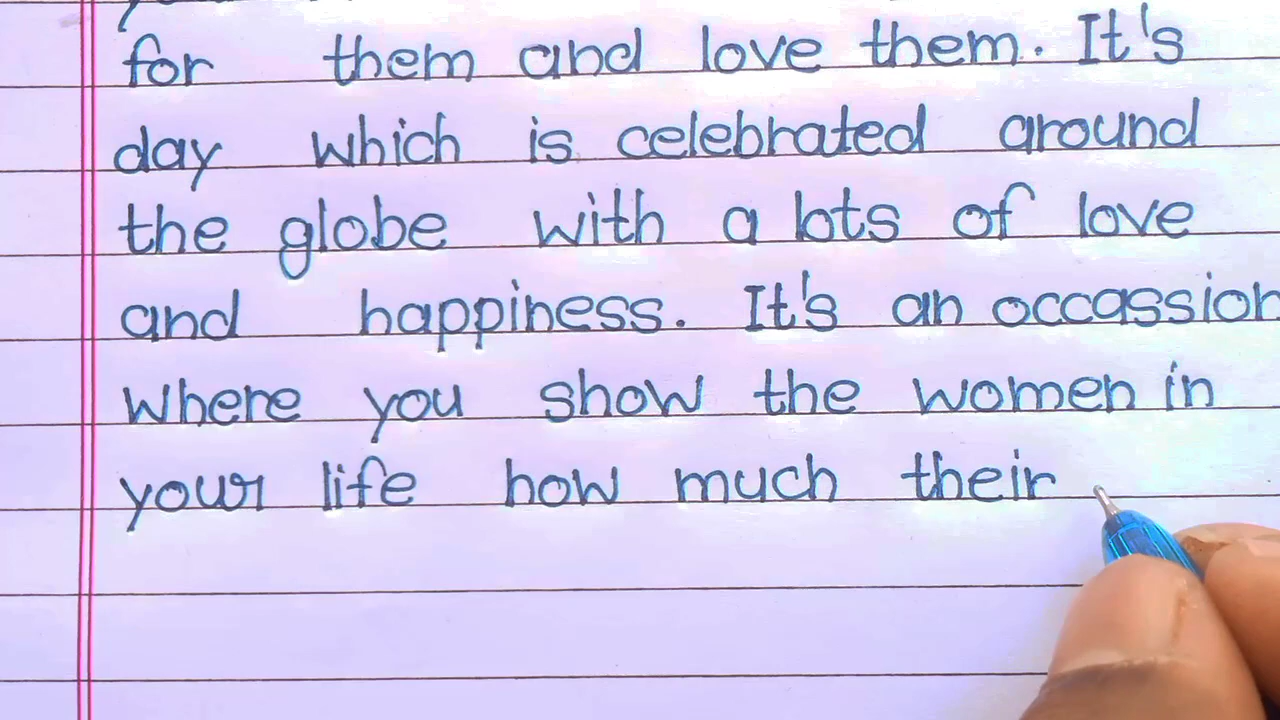 for them and love them. It's
day which is celebrated around
the globe with a lots of love
and happiness. It's an occassion
where you show the women in
your life how much their